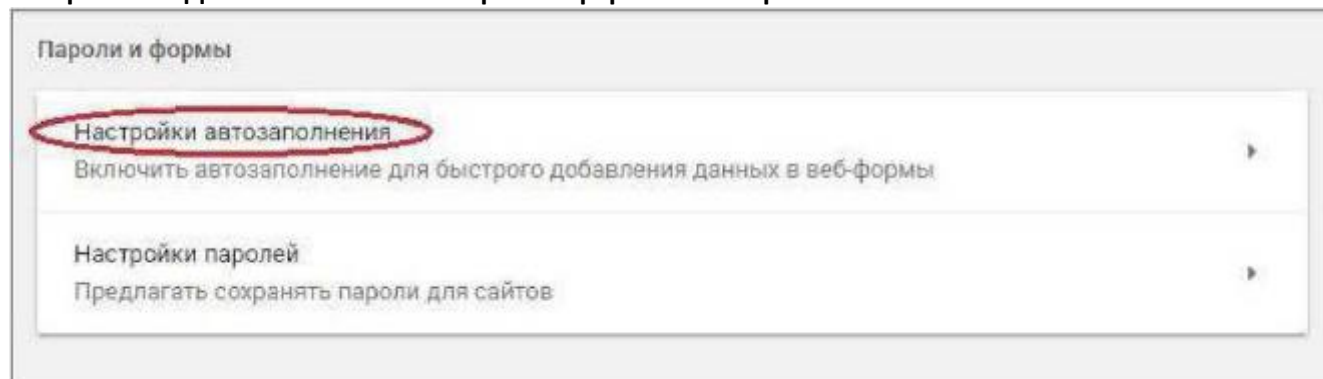 Пароли и формы
Настройки автозаполнения
Включить автозаполнение для быстрого добавления данных в веб-формы
Настройки паролей
Предлагать сохранять пароли для сайтов